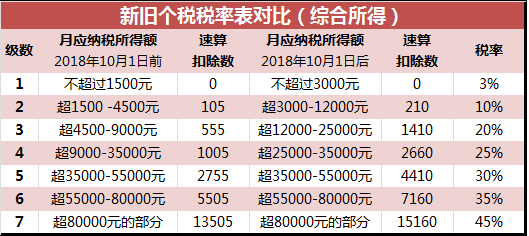 新旧个税税率表对比（综合所得）
级数 月应纳税所得额 2018年10月1日前 速算扣除数 月应纳税所得额 2018年10月1日后 速算扣除数 税率
1 不超过1500元 0 不超过3000元 0 3%
2 超1500 -4500元 105 超3000-12000元 210 10%
3 超4500-9000元 555 超12000-25000元 1410 20%
4 超9000-35000元 1005 超25000-35000元 2660 25%
5 超35000-55000元 2755 超35000-55000元 4410 30%
6 超55000-80000元 5505 超55000-80000元 7160 35%
7 超80000元的部分 13505 超80000元的部分 15160 45%